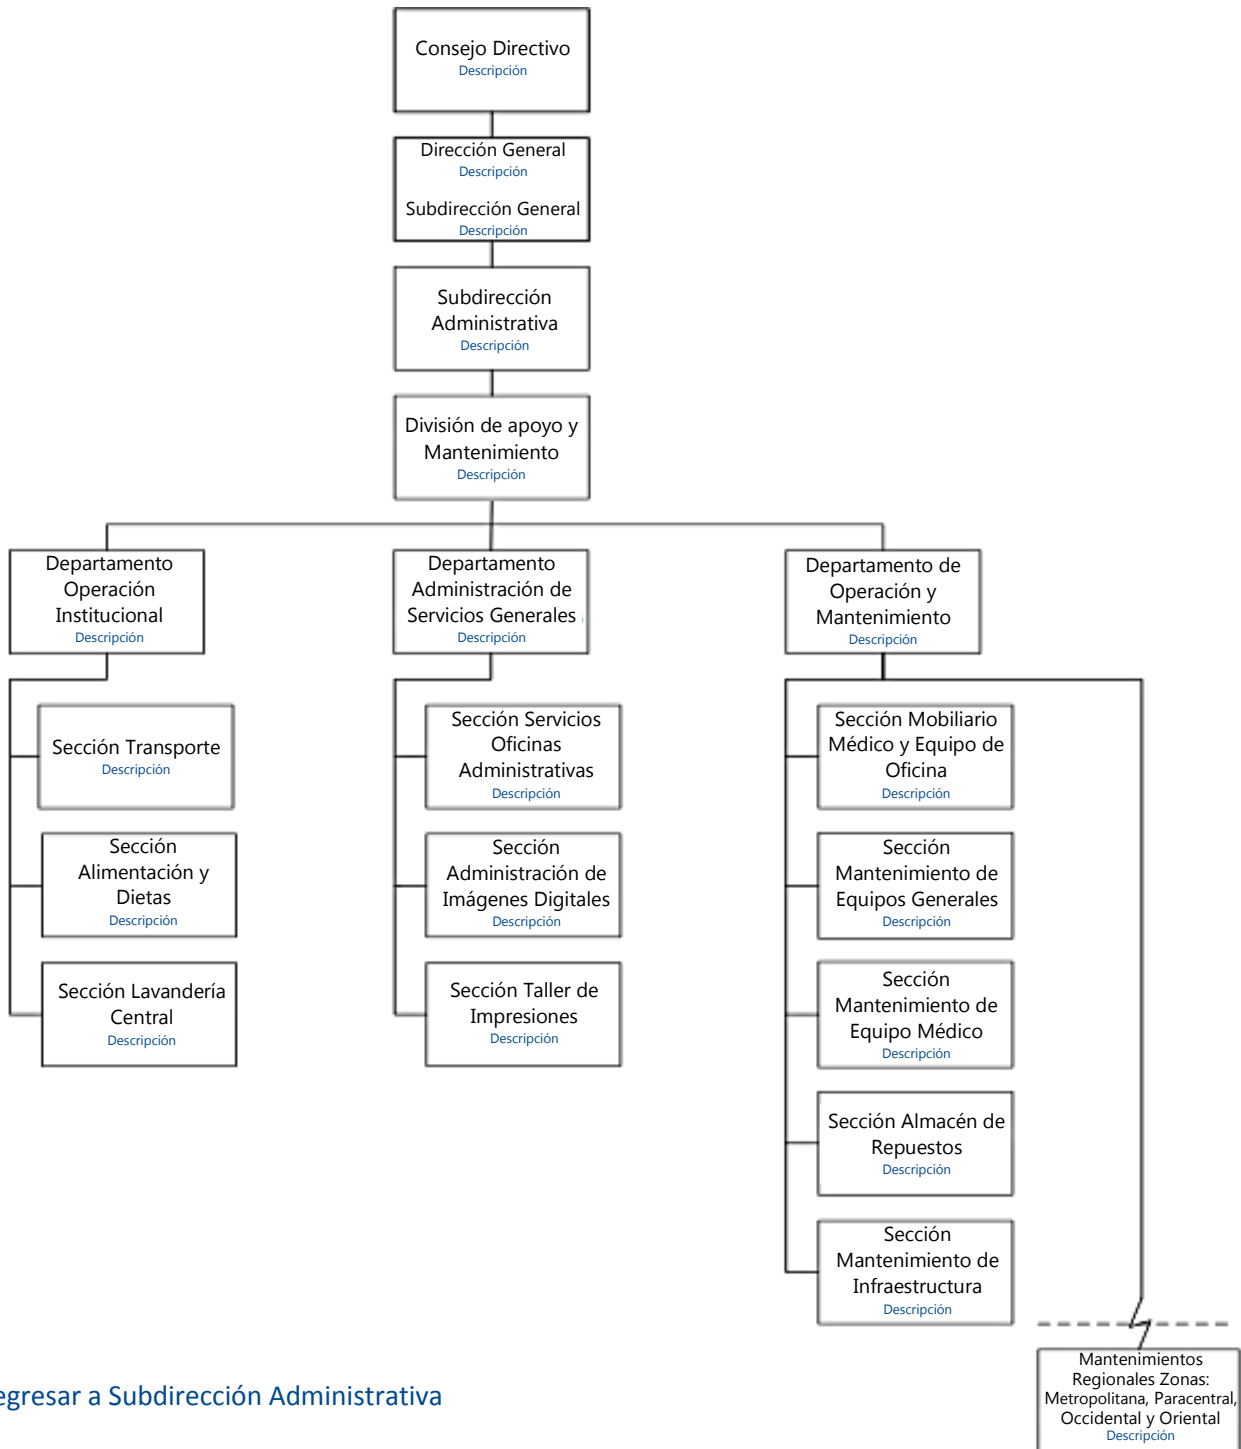 Consejo Directivo
Descripción
Dirección General
Descripción
Subdirección General
Descripción
Subdirección
Administrativa
Descripción
División de apoyo y
Mantenimiento
Descripción
Departamento
Operación
Institucional
Descripción
Departamento
Administración de
Servicios Generales
Descripción
Departamento de
Operación y
Mantenimiento
Descripción
Sección Transporte
Descripción
Sección
Alimentación y
Dietas
Descripción
Sección Lavandería
Central
Descripción
Sección Servicios
Oficinas
Administrativas
Descripción
Sección
Administración de
Imágenes Digitales
Descripción
Sección Taller de
Impresiones
Descripción
Sección Mobiliario
Médico y Equipo de
Oficina
Descripción
Sección
Mantenimiento de
Equipos Generales
Descripción
Sección
Mantenimiento de
Equipo Médico
Descripción
Sección Almacén de
Repuestos
Descripción
Sección
Mantenimiento de
Infraestructura
Descripción
Mantenimientos
Regionales Zonas:
Metropolitana, Paracentral,
Occidental y Oriental
Descripción
egresar a Subdirección Administrativa